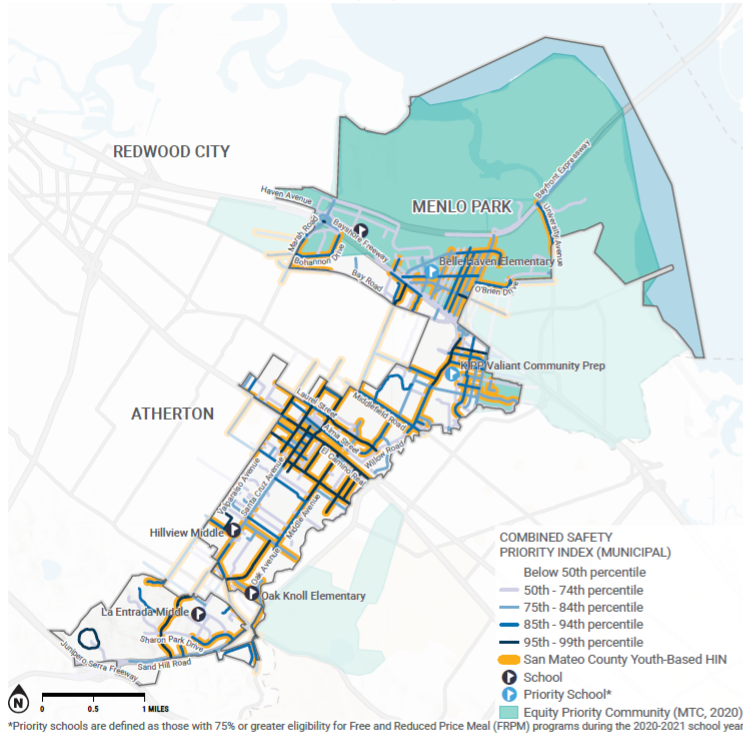 REDWOOD CITY
Haven Avenue
MENLO PARK
Bayfront Expressway
University Avenue
Marsh Road
Bayshore Freeway
Bohannon Drive
Belle Haven Elementary
Bay Road
O'Brien Drive
KIPP Valiant Community Prep
ATHERTON
Laurel Street
Middlefield Road
Alma Street
Willow Road
El Camino Real
Valparaiso Avenue
Santa Cruz Avenue
Middle Avenue
Hillview Middle
Oak Avenue
Oak Knoll Elementary
La Entrada Middle
Sharon Park Drive
Junipero Serra Freeway
Sand Hill Road
COMBINED SAFETY
PRIORITY INDEX (MUNICIPAL)
Below 50th percentile
50th - 74th percentile
75th - 84th percentile
85th - 94th percentile
95th - 99th percentile
San Mateo County Youth-Based HIN
School
Priority School*
Equity Priority Community (MTC, 2020)
N
0 0.5 1 MILES
*Priority schools are defined as those with 75% or greater eligibility for Free and Reduced Price Meal (FRPM) programs during the 2020-2021 school year